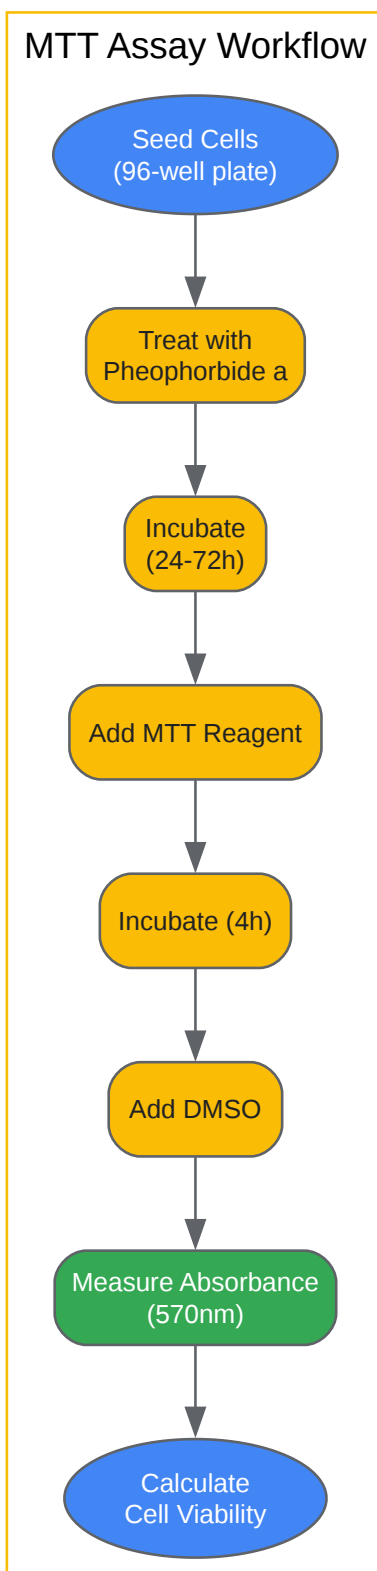 MTT Assay Workflow
Seed Cells
(96-well plate)
Treat with
Pheophorbide a
Incubate
(24-72h)
Add MTT Reagent
Incubate (4h)
Add DMSO
Measure Absorbance
(570nm)
Calculate
Cell Viability